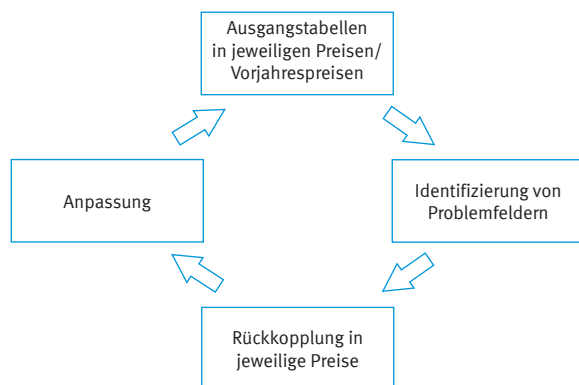 Ausgangstabellen
in jeweiligen Preisen/
Vorjahrespreisen
Identifizierung von
Problemfeldern
Rückkopplung in
jeweilige Preise
Anpassung